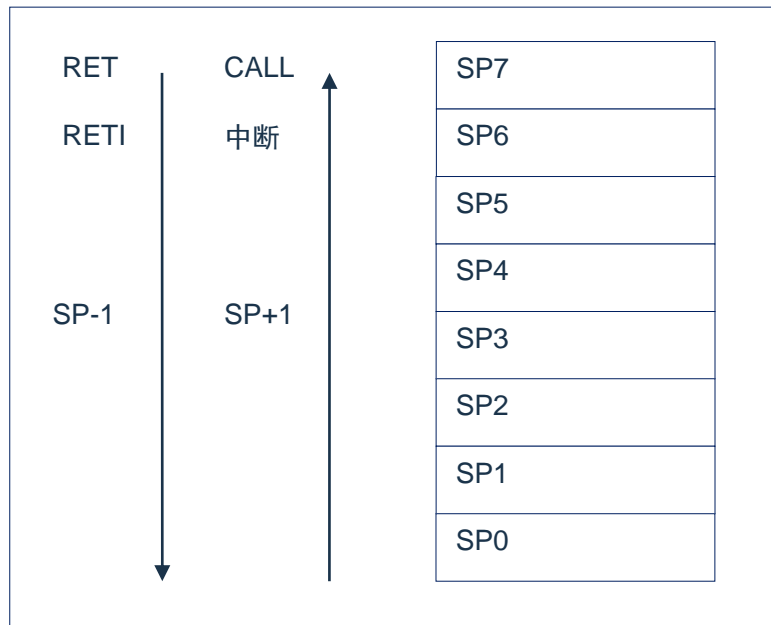 RET CALL SP7
RETI 中断 SP6
SP5
SP4
SP-1 SP+1 SP3
SP2
SP1
SP0